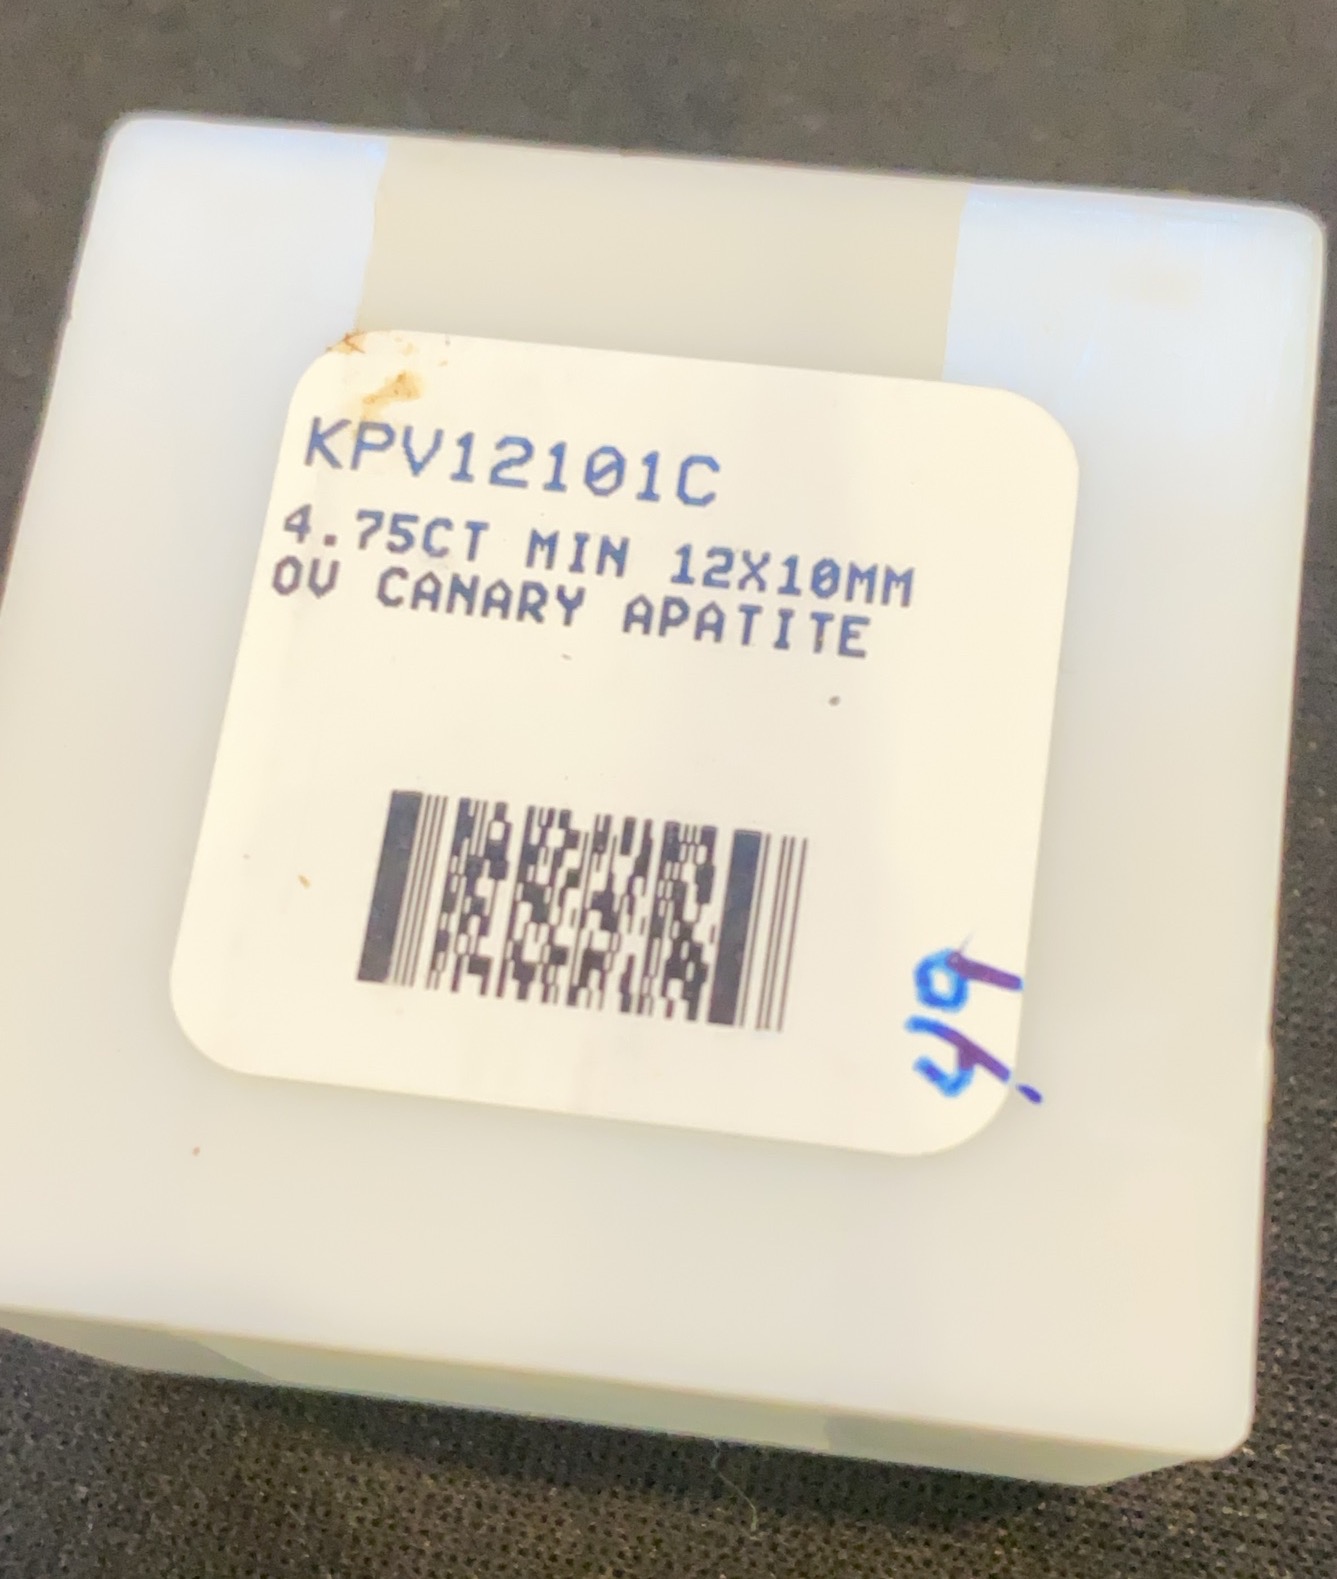 KPV12101C
4.75CT MIN 12X10MM
OV CANARY APATITE